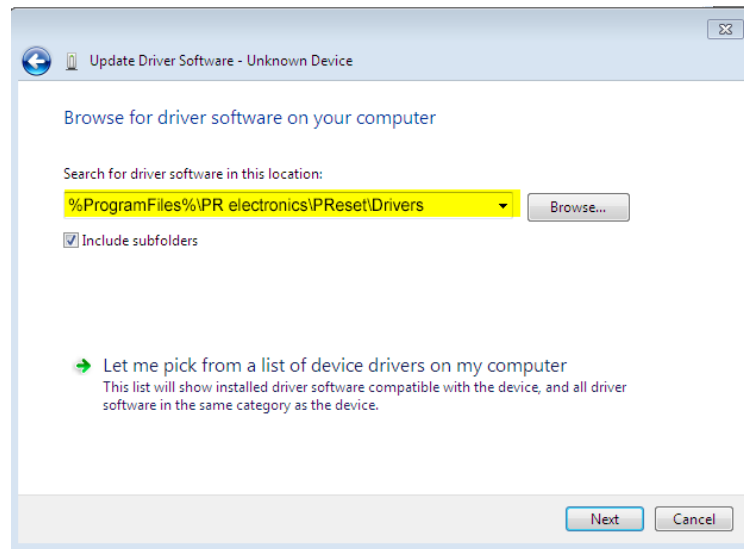 Update Driver Software - Unknown Device
Browse for driver software on your computer
Search for driver software in this location:
%ProgramFiles%\PR electronics\PReset\Drivers
Browse...
Include subfolders
Let me pick from a list of device drivers on my computer
This list will show installed driver software compatible with the device, and all driver
software in the same category as the device.
Next
Cancel